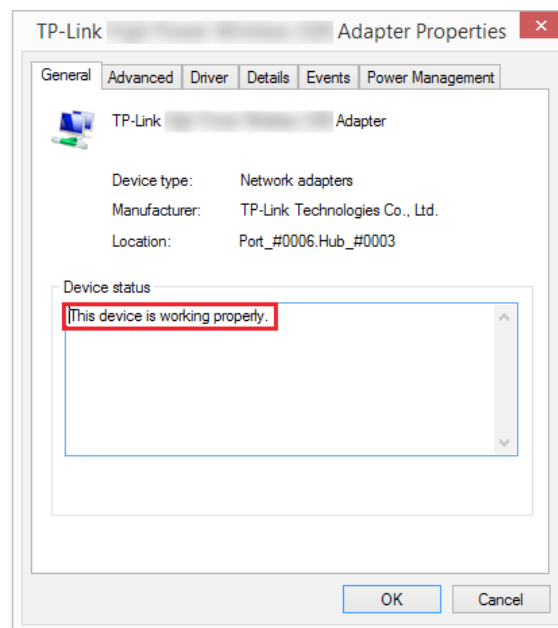 TP-Link Adapter Properties
General Advanced Driver Details Events Power Management
TP-Link Adapter
Device type: Network adapters
Manufacturer: TP-Link Technologies Co., Ltd.
Location: Port_#0006.Hub_#0003
Device status
This device is working properly.
OK Cancel